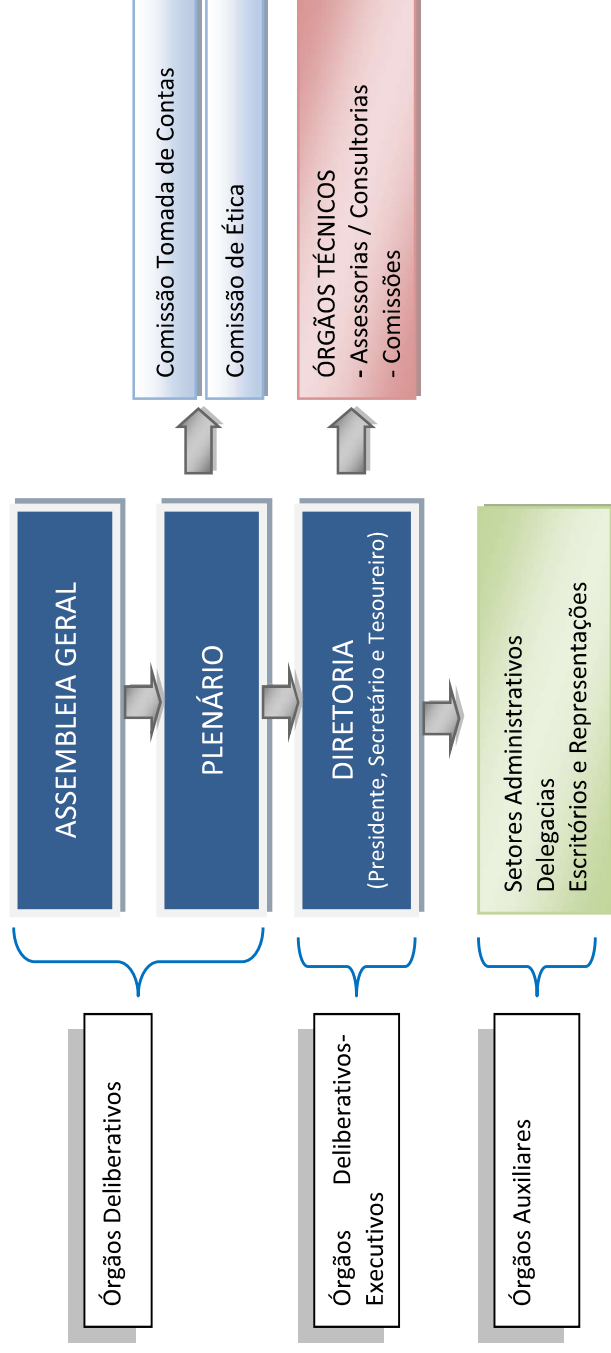 Órgãos Deliberativos
ASSEMBLEIA GERAL
PLENÁRIO
Comissão Tomada de Contas
Comissão de Ética
Órgãos Deliberativos-
Executivos
DIRETORIA
(Presidente, Secretário e Tesoureiro)
ÓRGÃOS TÉCNICOS
- Assessorias / Consultorias
- Comissões
Órgãos Auxiliares
Setores Administrativos
Delegacias
Escritórios e Representações